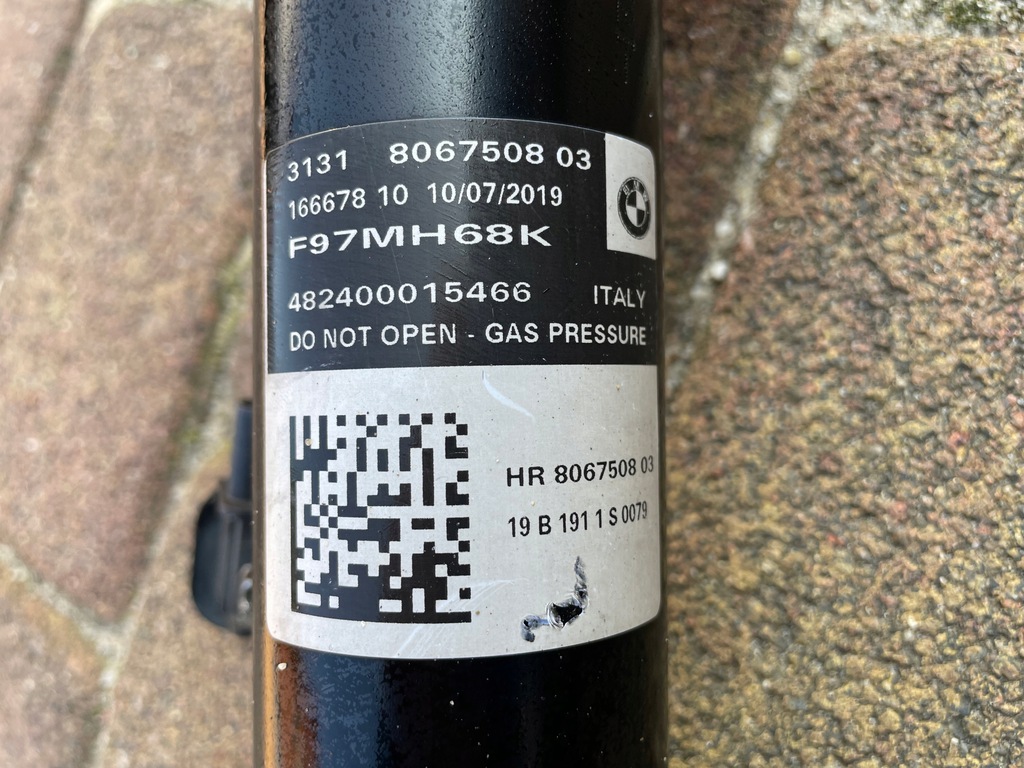 3131 8067508 03
166678 10 10/07/2019
F97MH68K
482400015466 ITALY
DO NOT OPEN - GAS PRESSURE
HR 8067508 03
19 B 191 1 S 0079